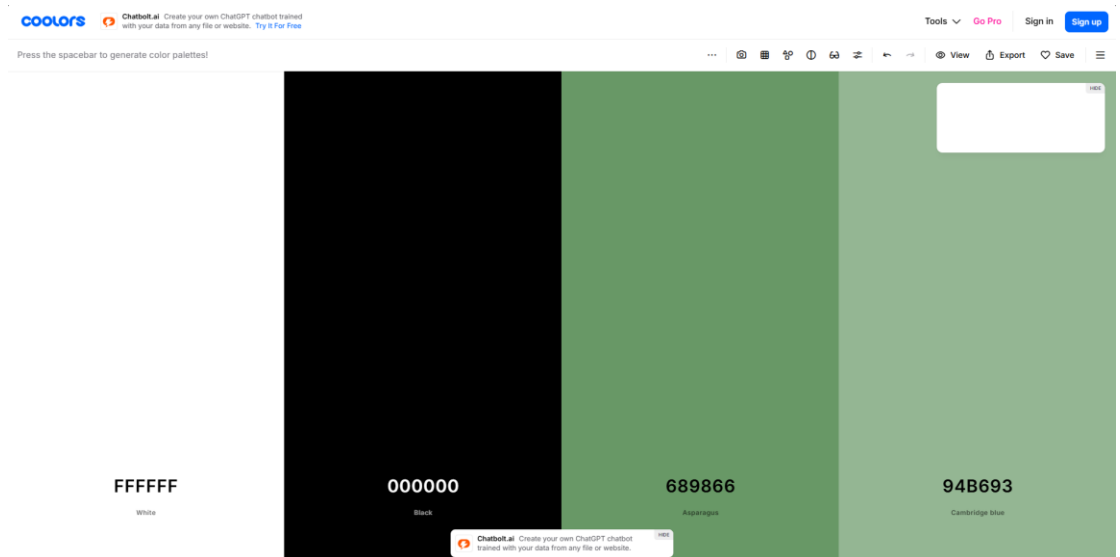 coolors
Chatbolt.ai Create your own ChatGPT chatbot trained
with your data from any file or website. Try It For Free
Tools Go Pro Sign in Sign up
Press the spacebar to generate color palettes!
View Export Save
HIDE
FFFFFF
White
000000
Black
689866
Asparagus
94B693
Cambridge blue
Chatbolt.ai Create your own ChatGPT chatbot
trained with your data from any file or website.
HIDE